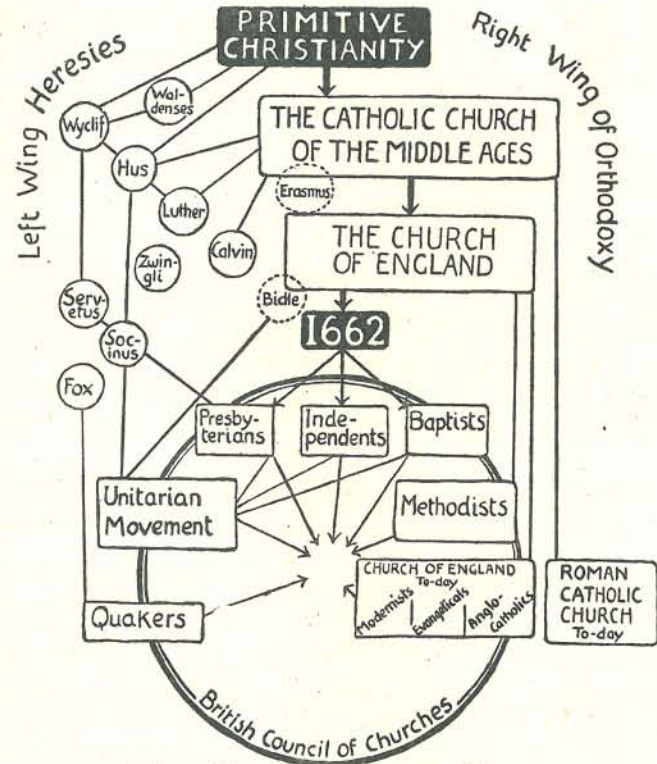 PRIMITIVE
CHRISTIANITY
Left Wing Heresies
Right Wing of Orthodoxy
Wal-
denses
Wyclif
THE CATHOLIC CHURCH
OF THE MIDDLE AGES
Hus
Erasmus
Luther
Calvin
THE CHURCH
OF ENGLAND
Zwin-
gli
Serv-
etus
Bidle
1662
Soc-
inus
Fox
Presby-
terians
Inde-
pendents
Baptists
Unitarian
Movement
Methodists
CHURCH OF ENGLAND
To-day
Modernists
Evangelicals
Anglo-
Catholics
ROMAN
CATHOLIC
CHURCH
To-day
Quakers
British Council of Churches